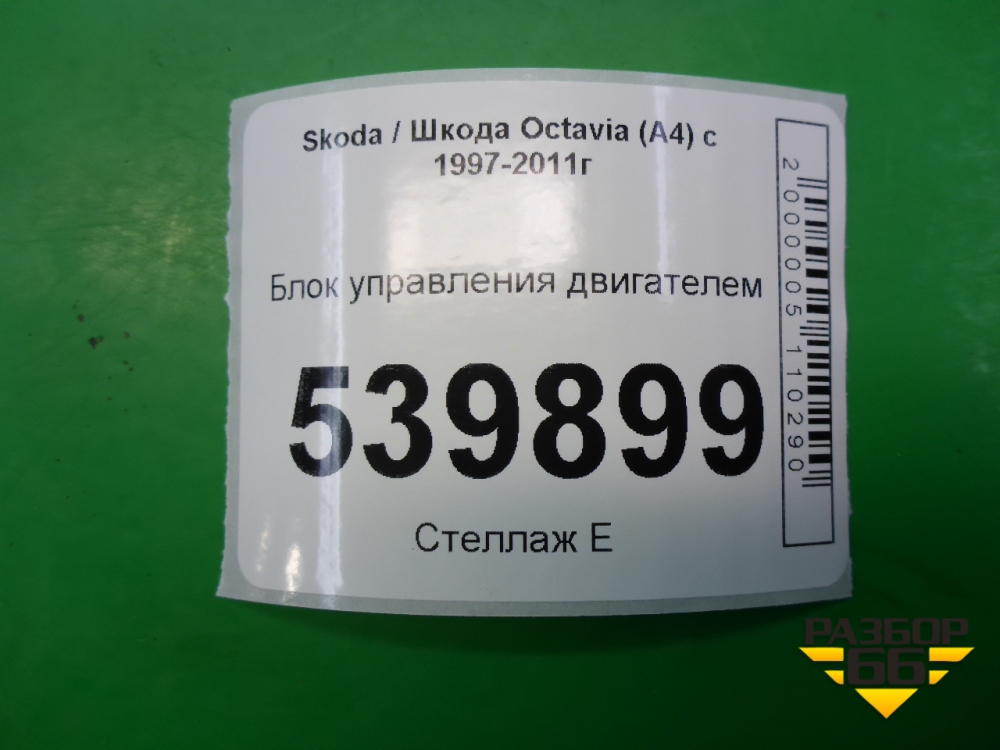 Skoda / Шкода Octavia (A4) с
1997-2011г
Блок управления двигателем
539899
Стеллаж Е
2000005110290
РАЗБОР
66